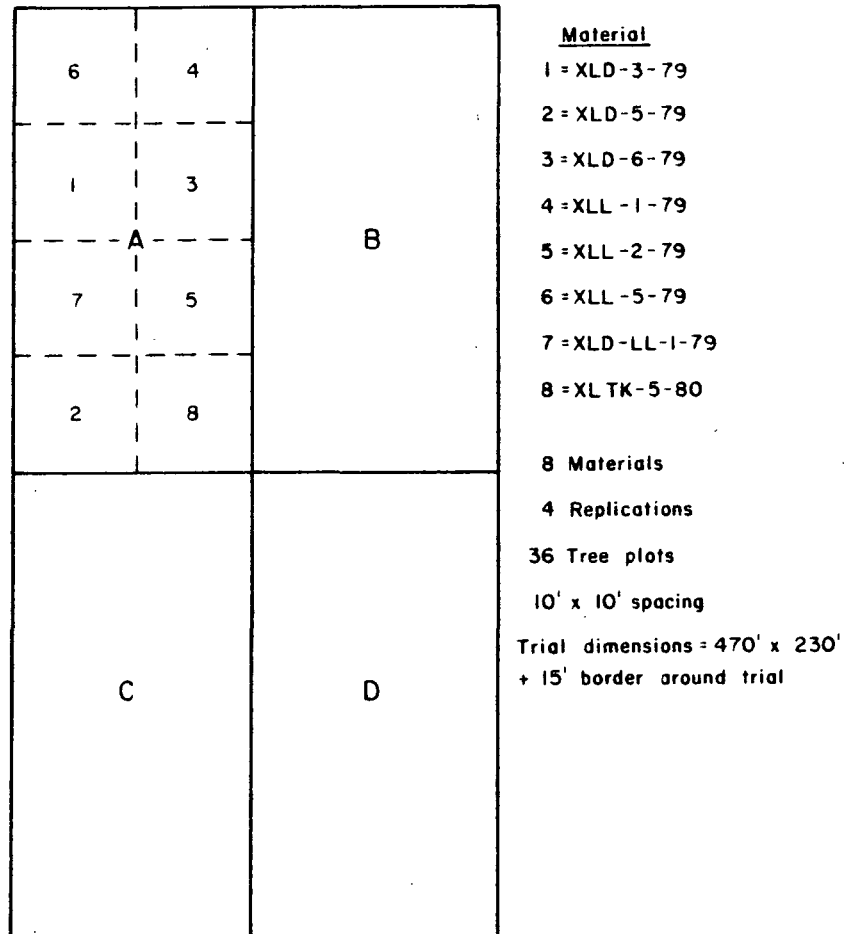 6 4
1 3
A
7 5
2 8
B
C
D
Material
1 = XLD-3-79
2 = XLD-5-79
3 = XLD-6-79
4 = XLL-1-79
5 = XLL-2-79
6 = XLL-5-79
7 = XLD-LL-1-79
8 = XLTK-5-80
8 Materials
4 Replications
36 Tree plots
10' x 10' spacing
Trial dimensions = 470' x 230'
+ 15' border around trial